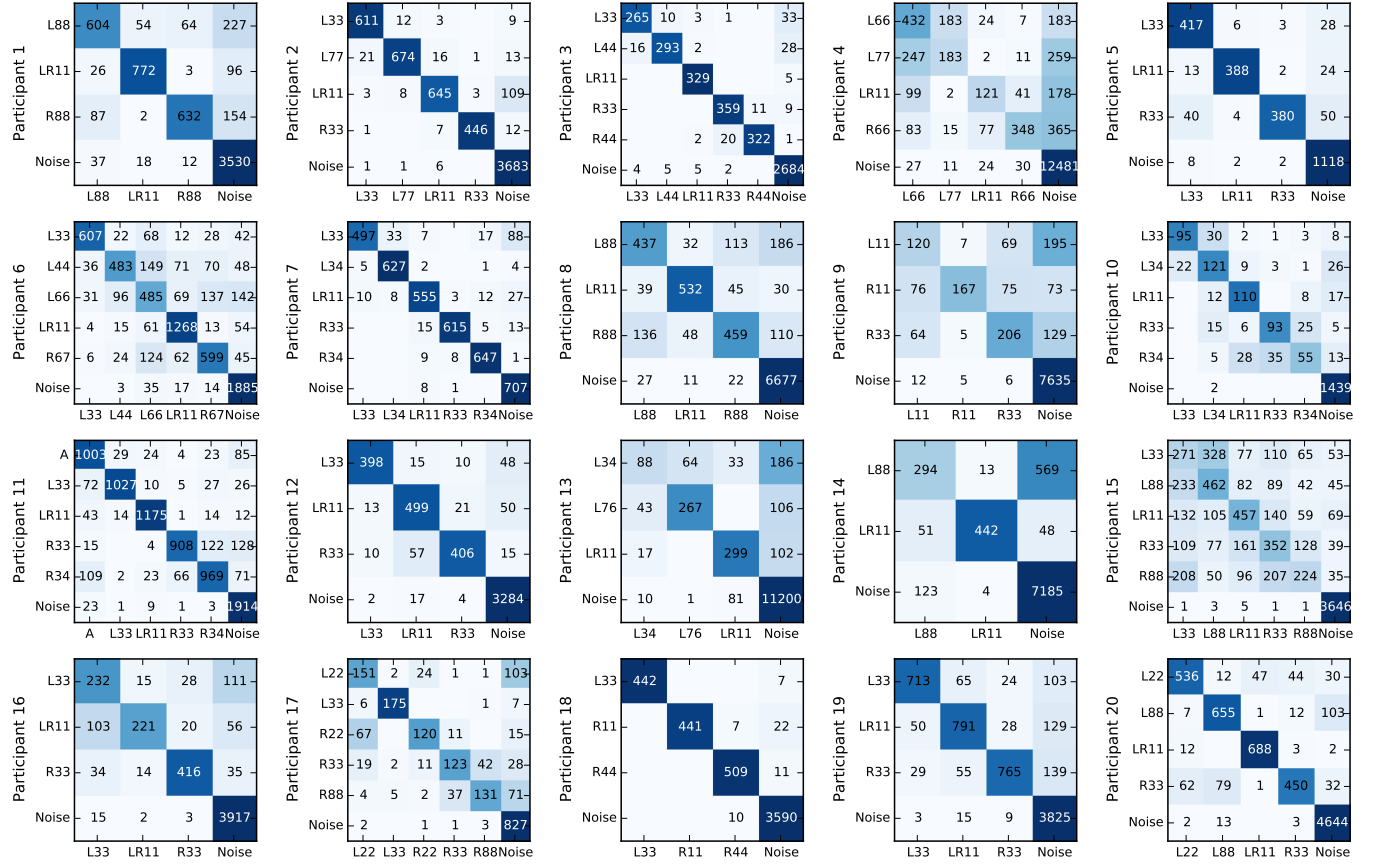 Participant 1
L88 604 54 64 227
LR11 26 772 3 96
R88 87 2 632 154
Noise 37 18 12 3530
L88 LR11 R88 Noise
Participant 2
L33 611 12 3 9
L77 21 674 16 1 13
LR11 3 8 645 3 109
R33 1 7 446 12
Noise 1 1 6 3683
L33 L77 LR11 R33 Noise
Participant 3
L33 265 10 3 1 33
L44 16 293 2 28
LR11 329 5
R33 359 11 9
R44 2 20 322 1
Noise 4 5 5 2 2684
L33 L44 LR11 R33 R44 Noise
Participant 4
L66 432 183 24 7 183
L77 247 183 2 11 259
LR11 99 2 121 41 178
R66 83 15 77 348 365
Noise 27 11 24 30 12481
L66 L77 LR11 R66 Noise
Participant 5
L33 417 6 3 28
LR11 13 388 2 24
R33 40 4 380 50
Noise 8 2 2 1118
L33 LR11 R33 Noise
Participant 6
L33 607 22 68 12 28 42
L44 36 483 149 71 70 48
L66 31 96 485 69 137 142
LR11 4 15 61 1268 13 54
R67 6 24 124 62 599 45
Noise 3 35 17 14 1885
L33 L44 L66 LR11 R67 Noise
Participant 7
L33 497 33 7 17 88
L34 5 627 2 1 4
LR11 10 8 555 3 12 27
R33 15 615 5 13
R34 9 8 647 1
Noise 8 1 707
L33 L34 LR11 R33 R34 Noise
Participant 8
L88 437 32 113 186
LR11 39 532 45 30
R88 136 48 459 110
Noise 27 11 22 6677
L88 LR11 R88 Noise
Participant 9
L11 120 7 69 195
R11 76 167 75 73
R33 64 5 206 129
Noise 12 5 6 7635
L11 R11 R33 Noise
Participant 10
L33 95 30 2 1 3 8
L34 22 121 9 3 1 26
LR11 12 110 8 17
R33 15 6 93 25 5
R34 5 28 35 55 13
Noise 2 1439
L33 L34 LR11 R33 R34 Noise
Participant 11
A 1003 29 24 4 23 85
L33 72 1027 10 5 27 26
LR11 43 14 1175 1 14 12
R33 15 4 908 122 128
R34 109 2 23 66 969 71
Noise 23 1 9 1 3 1914
A L33 LR11 R33 R34 Noise
Participant 12
L33 398 15 10 48
LR11 13 499 21 50
R33 10 57 406 15
Noise 2 17 4 3284
L33 LR11 R33 Noise
Participant 13
L34 88 64 33 186
L76 43 267 106
LR11 17 299 102
Noise 10 1 81 11200
L34 L76 LR11 Noise
Participant 14
L88 294 13 569
LR11 51 442 48
Noise 123 4 7185
L88 LR11 Noise
Participant 15
L33 271 328 77 110 65 53
L88 233 462 82 89 42 45
LR11 132 105 457 140 59 69
R33 109 77 161 352 128 39
R88 208 50 96 207 224 35
Noise 1 3 5 1 1 3646
L33 L88 LR11 R33 R88 Noise
Participant 16
L33 232 15 28 111
LR11 103 221 20 56
R33 34 14 416 35
Noise 15 2 3 3917
L33 LR11 R33 Noise
Participant 17
L22 151 2 24 1 1 103
L33 6 175 1 7
R22 67 120 11 15
R33 19 2 11 123 42 28
R88 4 5 2 37 131 71
Noise 2 1 1 3 827
L22 L33 R22 R33 R88 Noise
Participant 18
L33 442 7
R11 441 7 22
R44 509 11
Noise 10 3590
L33 R11 R44 Noise
Participant 19
L33 713 65 24 103
LR11 50 791 28 129
R33 29 55 765 139
Noise 3 15 9 3825
L33 LR11 R33 Noise
Participant 20
L22 536 12 47 44 30
L88 7 655 1 12 103
LR11 12 688 3 2
R33 62 79 1 450 32
Noise 2 13 3 4644
L22 L88 LR11 R33 Noise